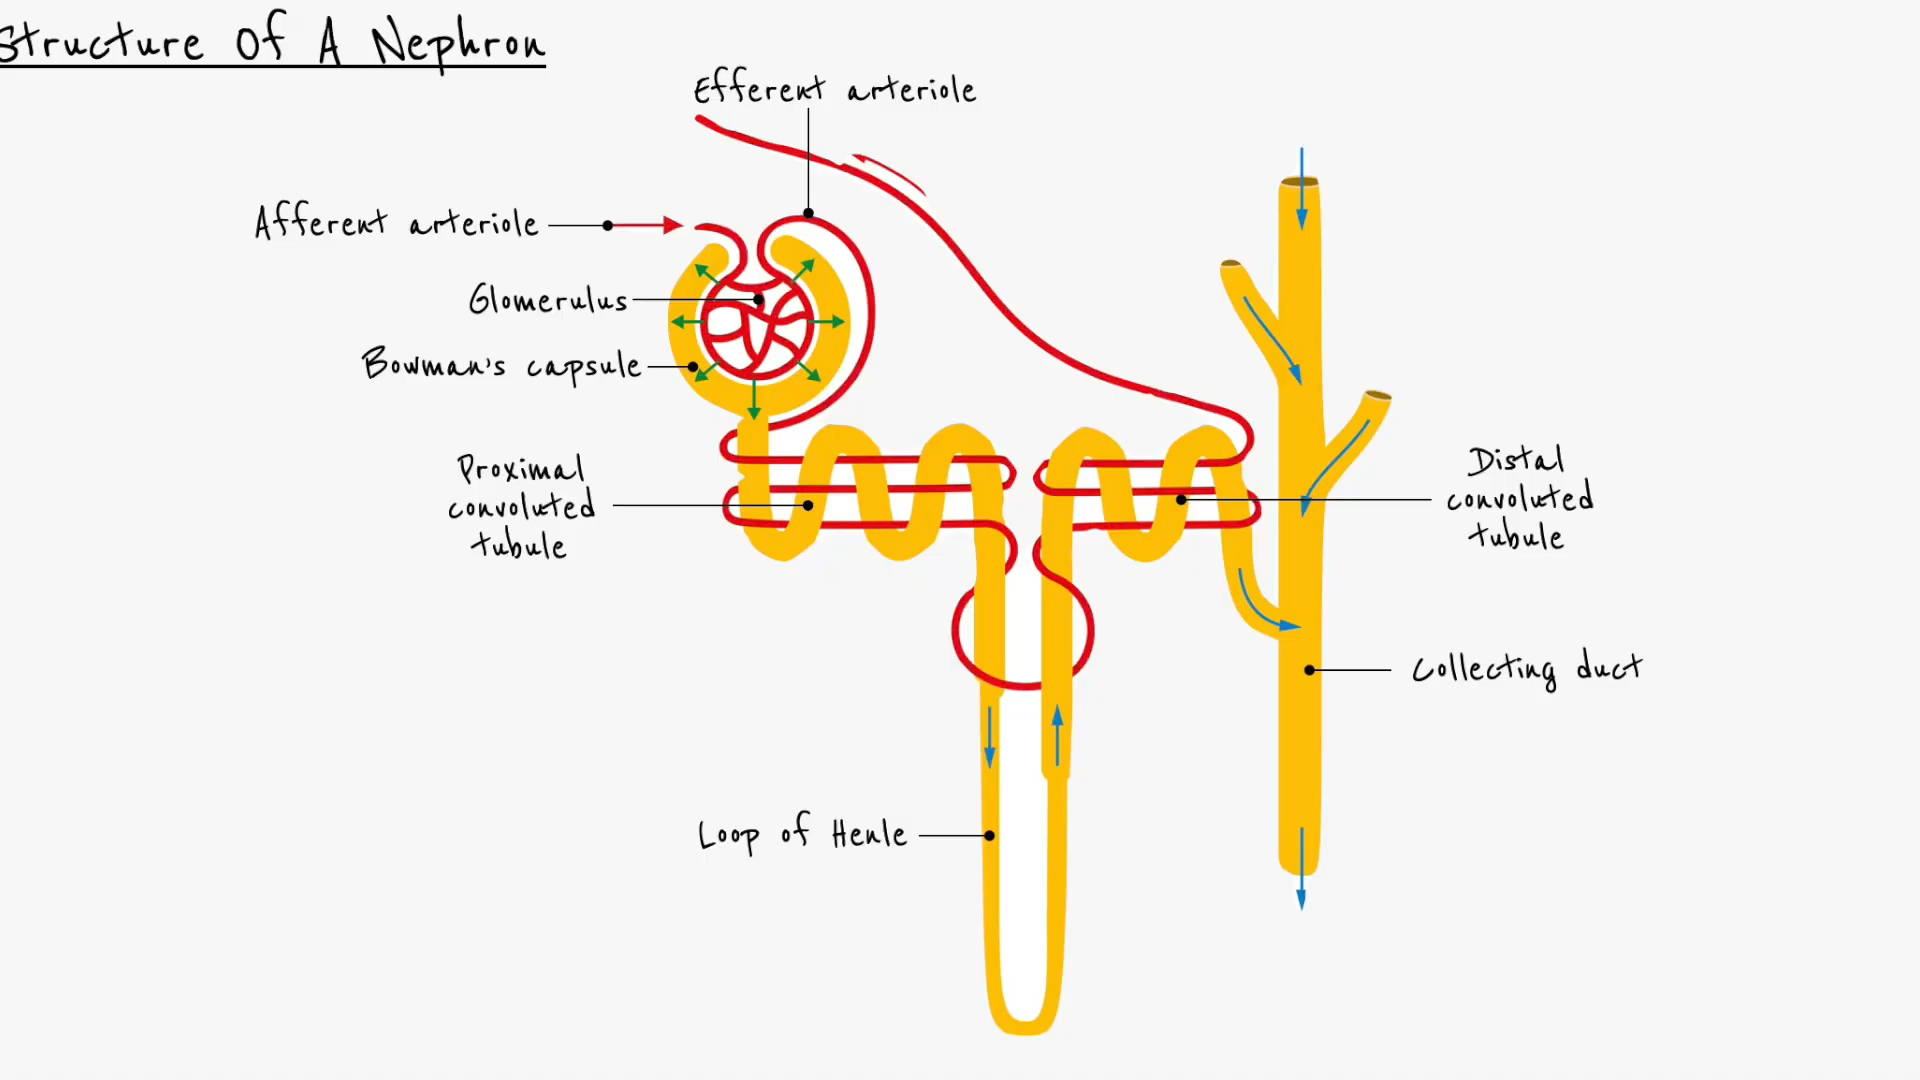 Structure Of A Nephron
Efferent arteriole
Afferent arteriole
Glomerulus
Bowman's capsule
Proximal
convoluted
tubule
Distal
convoluted
tubule
Collecting duct
Loop of Henle